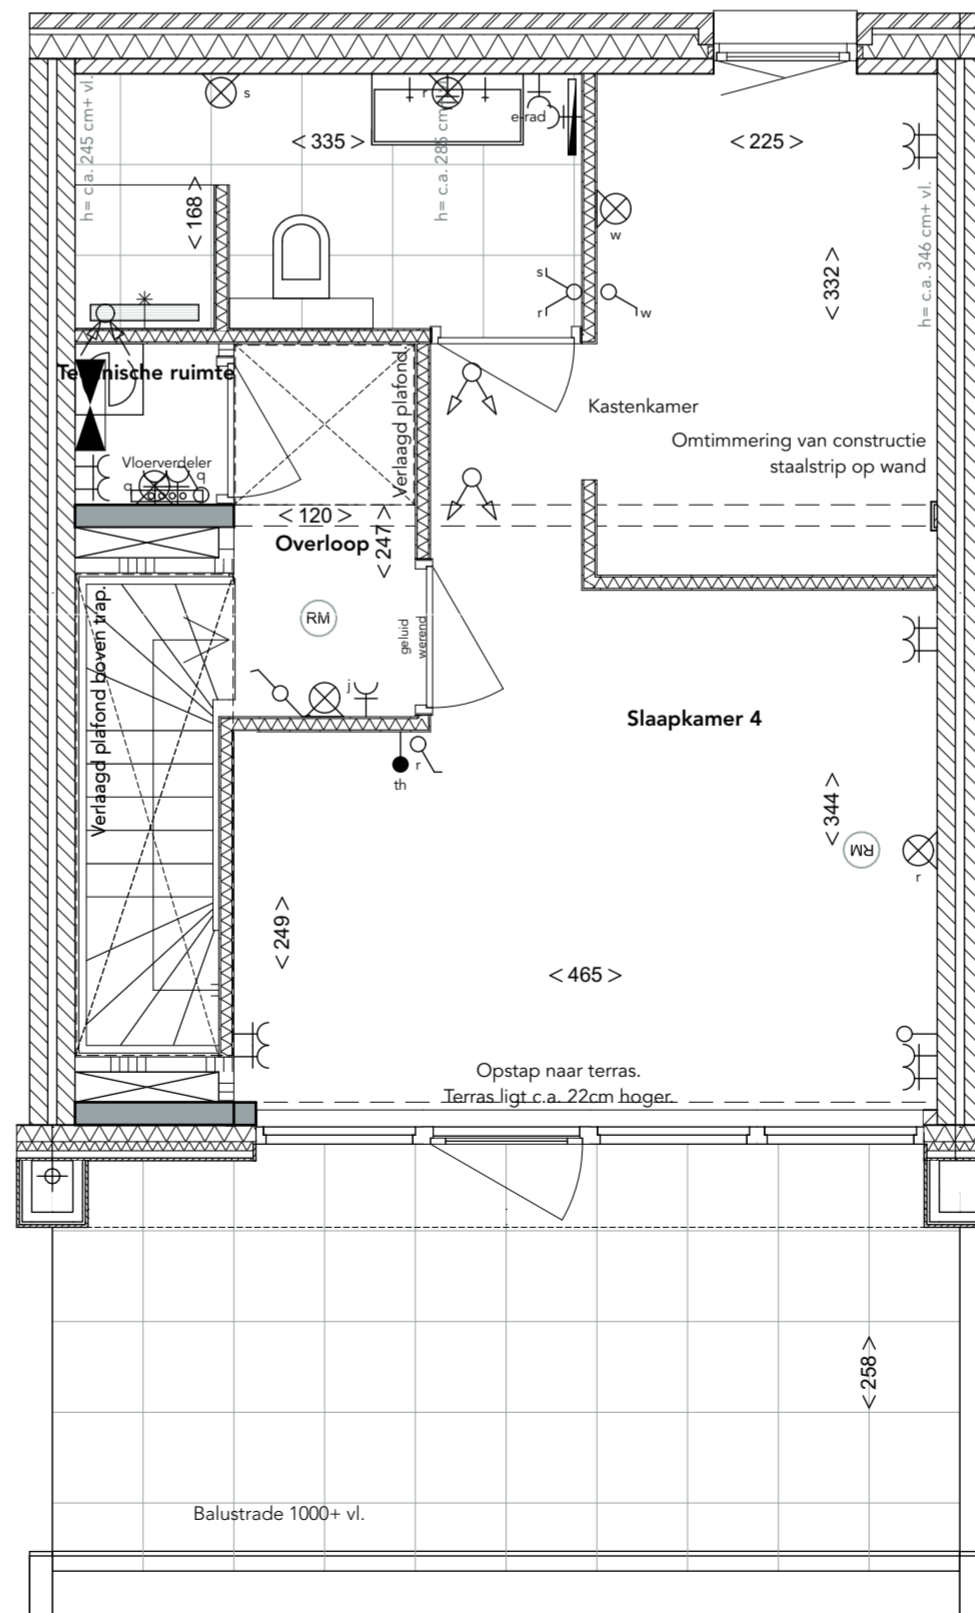 s
r
e-rad
h= c.a. 245 cm+ vl.
< 335 >
h= c.a. 285 cm+ vl.
< 225 >
< 168 >
w
h= c.a. 346 cm+ vl.
< 332 >
s
r
w
Technische ruimte
Verlaagd plafond
Kastenkamer
Omtimmering van constructie
staalstrip op wand
Vloerverdeler
q
q
< 120 >
< 247 >
Overloop
RM
geluid
werend
Verlaagd plafond boven trap.
j
Slaapkamer 4
r
th
< 344 >
RM
r
< 249 >
< 465 >
Opstap naar terras.
Terras ligt c.a. 22cm hoger.
< 258 >
Balustrade 1000+ vl.